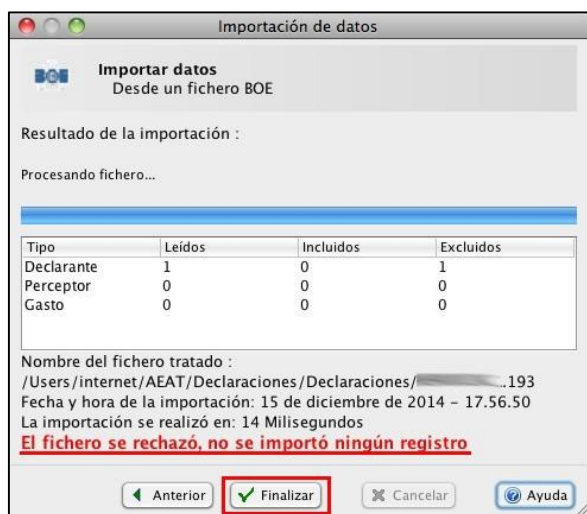 Importación de datos
BOE
Importar datos
Desde un fichero BOE
Resultado de la importación :
Procesando fichero...
Tipo Leídos Incluidos Excluidos
Declarante 1 0 1
Perceptor 0 0 0
Gasto 0 0 0
Nombre del fichero tratado :
/Users/internet/AEAT/Declaraciones/Declaraciones/ .193
Fecha y hora de la importación: 15 de diciembre de 2014 - 17.56.50
La importación se realizó en: 14 Milisegundos
El fichero se rechazó, no se importó ningún registro
Anterior Finalizar Cancelar Ayuda